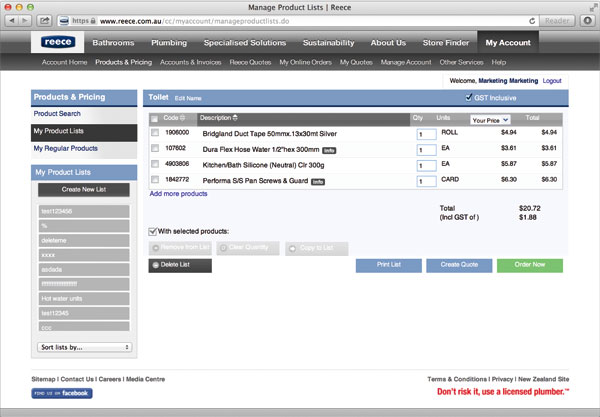 Manage Product Lists | Reece
https www.reece.com.au/cc/myaccount/manageproductlists.do Reader
reece Bathrooms Plumbing Specialised Solutions Sustainability About Us Store Finder My Account
Account Home Products & Pricing Accounts & Invoices Reece Quotes My Online Orders My Quotes Manage Account Other Services Help
Welcome, Marketing Marketing Logout
Products & Pricing
Product Search
My Product Lists
My Regular Products
My Product Lists
Create New List
test123456
%
deleteme
xxxx
asdada
Hot water units
test12345
ccc
Sort lists by...
Toilet Edit Name GST Inclusive
Code Description Qty Units Your Price Total
1906000 Bridgland Duct Tape 50mmx.13x30mt Silver 1 ROLL $4.94 $4.94
107602 Dura Flex Hose Water 1/2"hex 300mm Info 1 EA $3.61 $3.61
4903806 Kitchen/Bath Silicone (Neutral) Clr 300g 1 EA $5.87 $5.87
1842772 Performa S/S Pan Screws & Guard Info 1 CARD $6.30 $6.30
Add more products
Total $20.72
(Incl GST of ) $1.88
With selected products:
Remove from List Clear Quantity Copy to List
Delete List Print List Create Quote Order Now
Sitemap | Contact Us | Careers | Media Centre
FIND US ON facebook
Terms & Conditions | Privacy | New Zealand Site
Don't risk it, use a licensed plumber.™